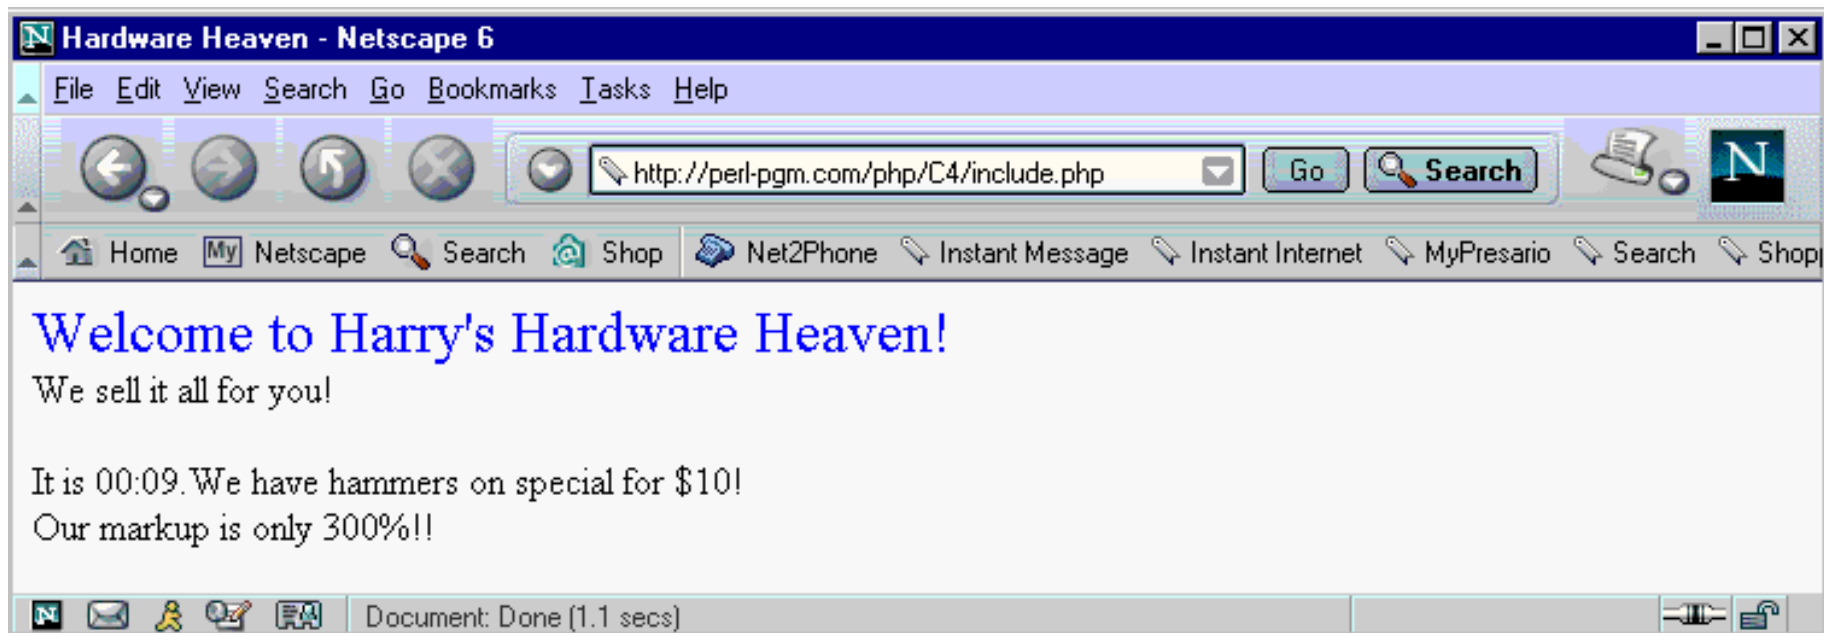 N Hardware Heaven - Netscape 6
File Edit View Search Go Bookmarks Tasks Help
http://perl-pgm.com/php/C4/include.php Go Search N
Home My Netscape Search Shop Net2Phone Instant Message Instant Internet MyPresario Search Shop
Welcome to Harry's Hardware Heaven!
We sell it all for you!
It is 00:09.We have hammers on special for $10!
Our markup is only 300%!!
N Document: Done (1.1 secs)